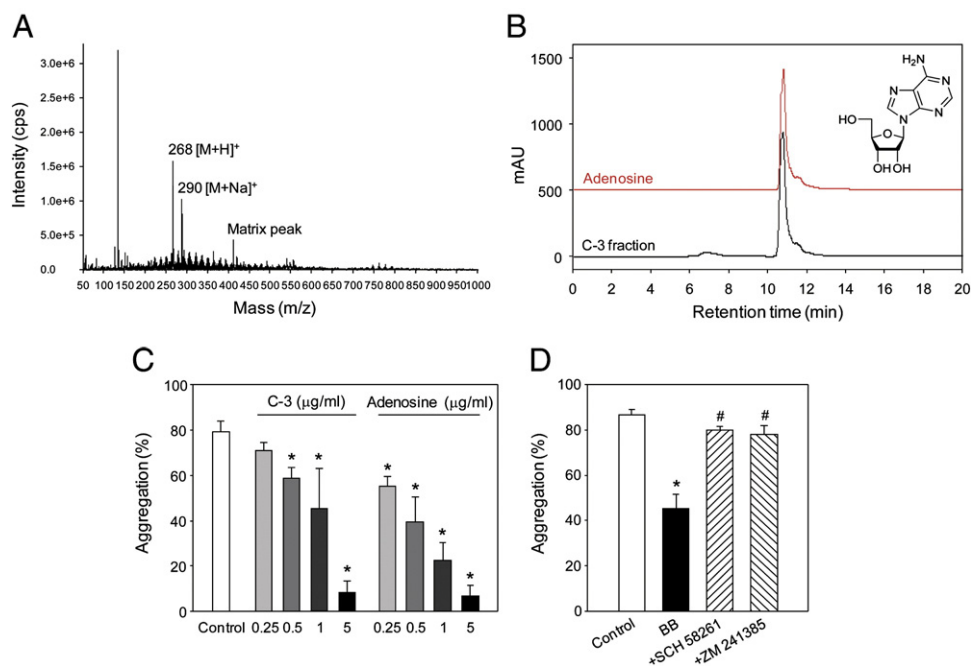 A
Intensity (cps)
3.0e+6
2.5e+6
2.0e+6
1.5e+6
1.0e+6
5.0e+5
0.0
268 [M+H]+
290 [M+Na]+
Matrix peak
50 100 150 200 250 300 350 400 450 500 550 600 650 700 750 800 850 900 950 1000
Mass (m/z)
B
mAU
1500
1000
500
0
Adenosine
C-3 fraction
NH₂
N
N
N
N
HO
O
OH OH
0 2 4 6 8 10 12 14 16 18 20
Retention time (min)
C
Aggregation (%)
100
80
60
40
20
0
C-3 (μg/ml) Adenosine (μg/ml)
* * * * * * *
Control 0.25 0.5 1 5 0.25 0.5 1 5
D
Aggregation (%)
100
80
60
40
20
0
* # #
Control
BB
+SCH 58261
+ZM 241385